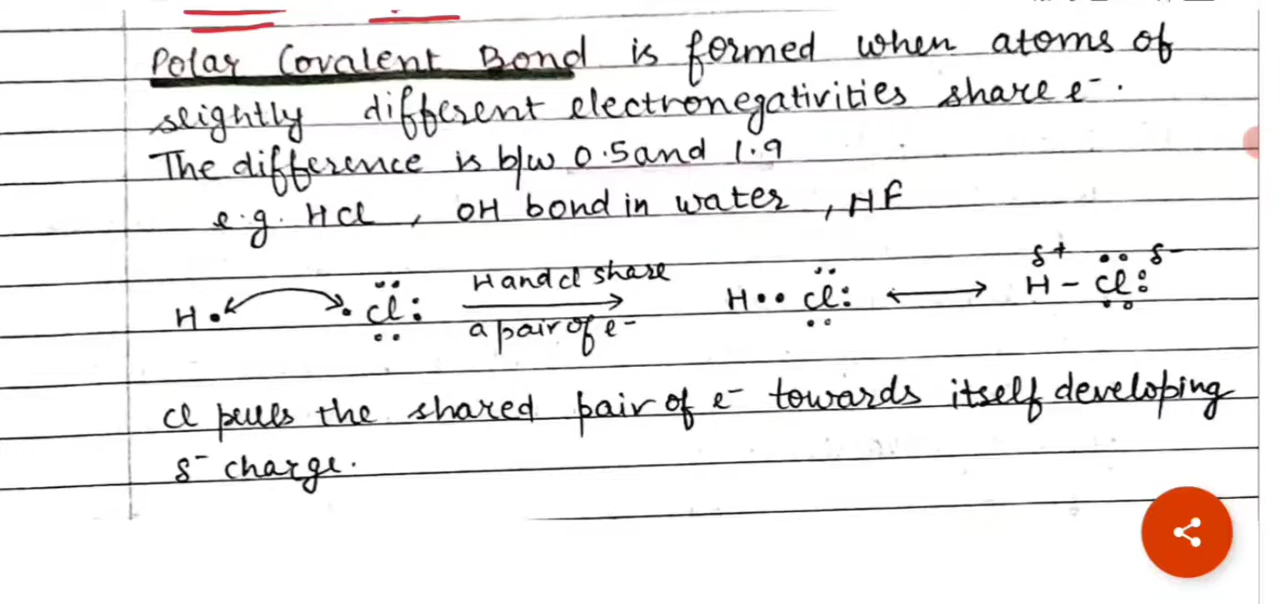 Polar Covalent Bond is formed when atoms of
slightly different electronegativities share e⁻.
The difference is b/w 0.5 and 1.9
e.g. HCl , OH bond in water , HF
H• •Cl: H and Cl share a pair of e⁻ H•• Cl: ⟷ δ+ H – Cl: δ-
Cl pulls the shared pair of e⁻ towards itself developing
δ⁻ charge.